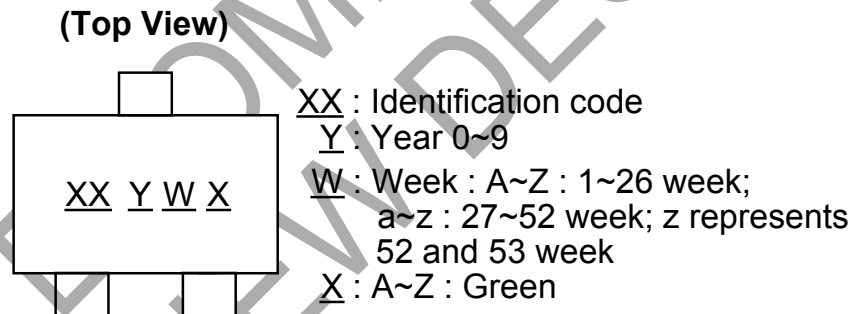 (Top View)
XX : Identification code
Y : Year 0~9
XX Y W X
W : Week : A~Z : 1~26 week;
a~z : 27~52 week; z represents
52 and 53 week
X : A~Z : Green